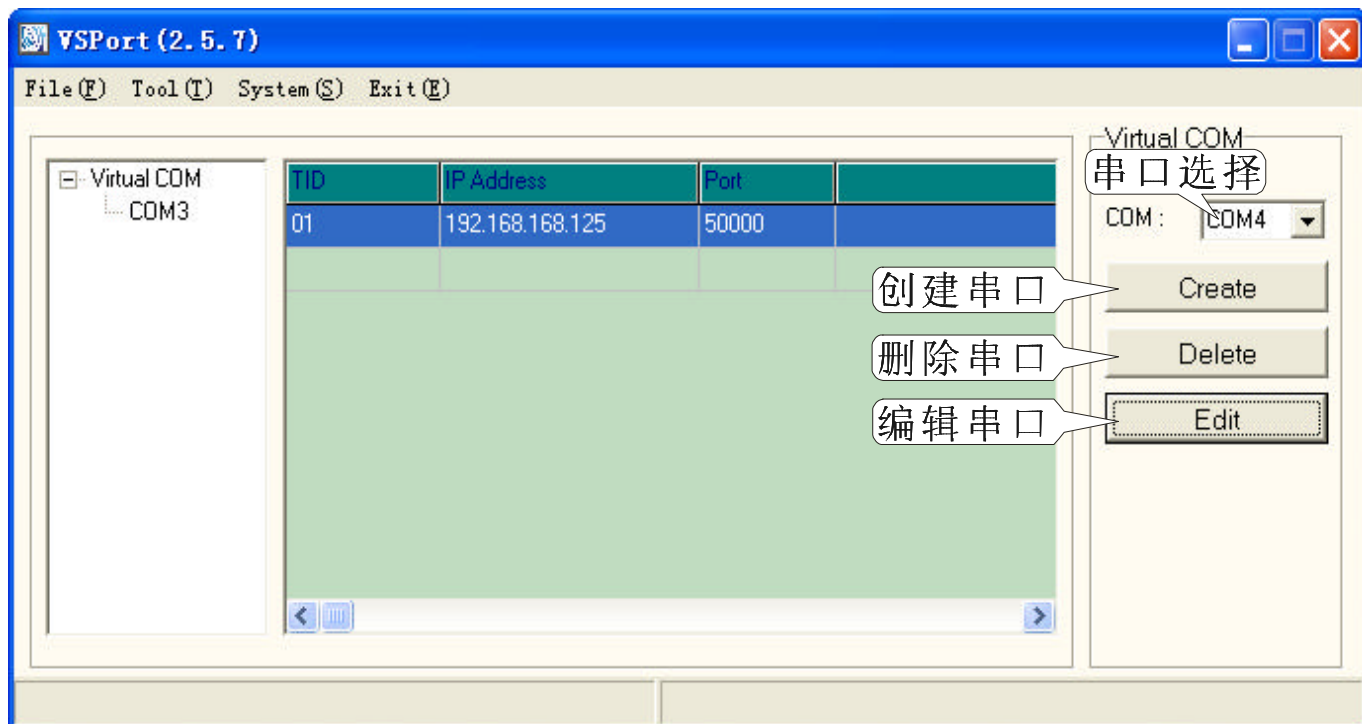 VSPort(2.5.7)
File(F) Tool(T) System(S) Exit(E)
Virtual COM
COM3
TID IP Address Port
01 192.168.168.125 50000
Virtual COM
串口选择
COM : COM4
创建串口 Create
删除串口 Delete
编辑串口 Edit